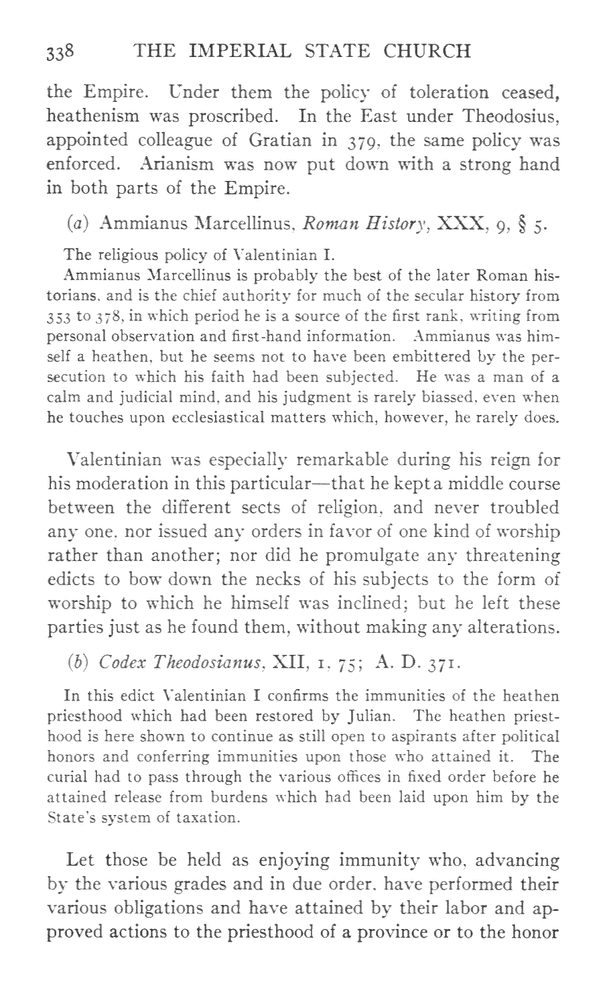 338 THE IMPERIAL STATE CHURCH
the Empire. Under them the policy of toleration ceased,
heathenism was proscribed. In the East under Theodosius,
appointed colleague of Gratian in 379, the same policy was
enforced. Arianism was now put down with a strong hand
in both parts of the Empire.
(a) Ammianus Marcellinus, Roman History, XXX, 9, § 5.
The religious policy of Valentinian I.
Ammianus Marcellinus is probably the best of the later Roman his-
torians, and is the chief authority for much of the secular history from
353 to 378, in which period he is a source of the first rank, writing from
personal observation and first-hand information. Ammianus was him-
self a heathen, but he seems not to have been embittered by the per-
secution to which his faith had been subjected. He was a man of a
calm and judicial mind, and his judgment is rarely biassed, even when
he touches upon ecclesiastical matters which, however, he rarely does.
Valentinian was especially remarkable during his reign for
his moderation in this particular—that he kept a middle course
between the different sects of religion, and never troubled
any one, nor issued any orders in favor of one kind of worship
rather than another; nor did he promulgate any threatening
edicts to bow down the necks of his subjects to the form of
worship to which he himself was inclined; but he left these
parties just as he found them, without making any alterations.
(b) Codex Theodosianus, XII, 1, 75; A. D. 371.
In this edict Valentinian I confirms the immunities of the heathen
priesthood which had been restored by Julian. The heathen priest-
hood is here shown to continue as still open to aspirants after political
honors and conferring immunities upon those who attained it. The
curial had to pass through the various offices in fixed order before he
attained release from burdens which had been laid upon him by the
State's system of taxation.
Let those be held as enjoying immunity who, advancing
by the various grades and in due order, have performed their
various obligations and have attained by their labor and ap-
proved actions to the priesthood of a province or to the honor